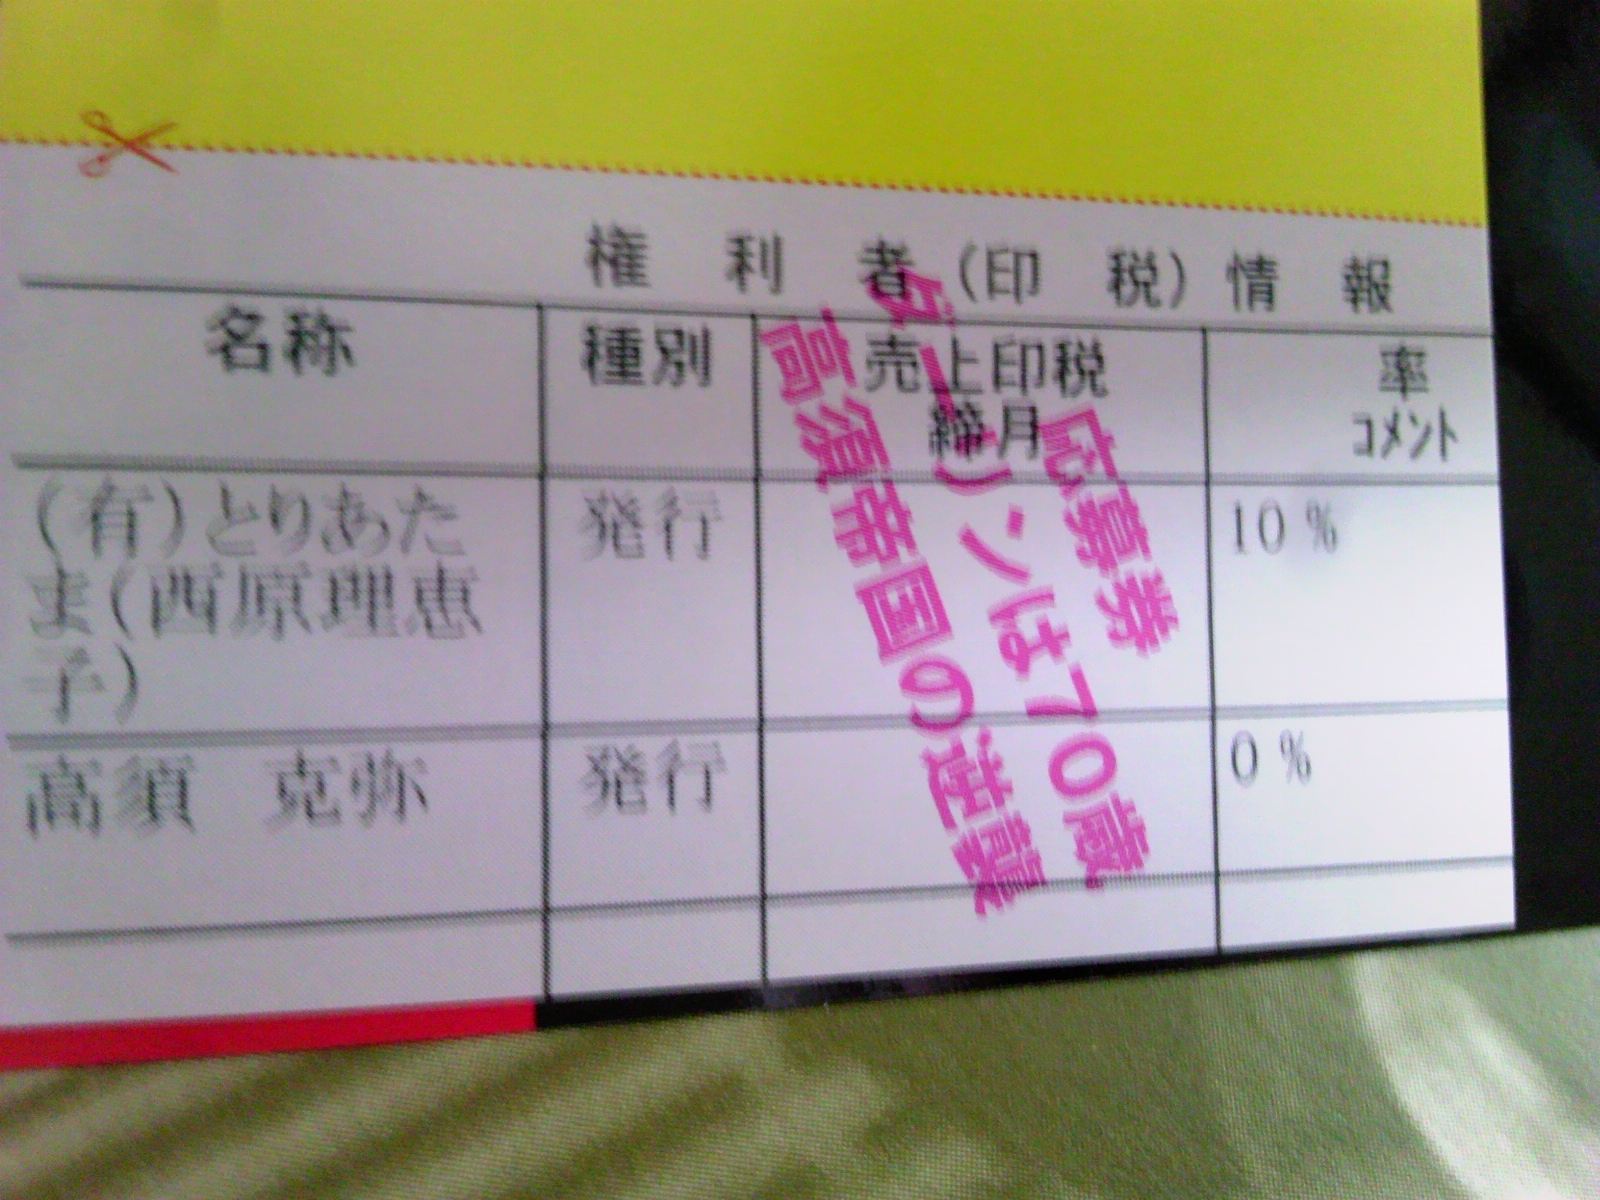 権利者(印税)情報
名称 種別 売上印税 率
締月 コメント
(有)とりあた 発行 10%
ま(西原理恵
子)
高須 克弥 発行 0%
応募券
ダーリンは70歳
高須帝国の逆襲